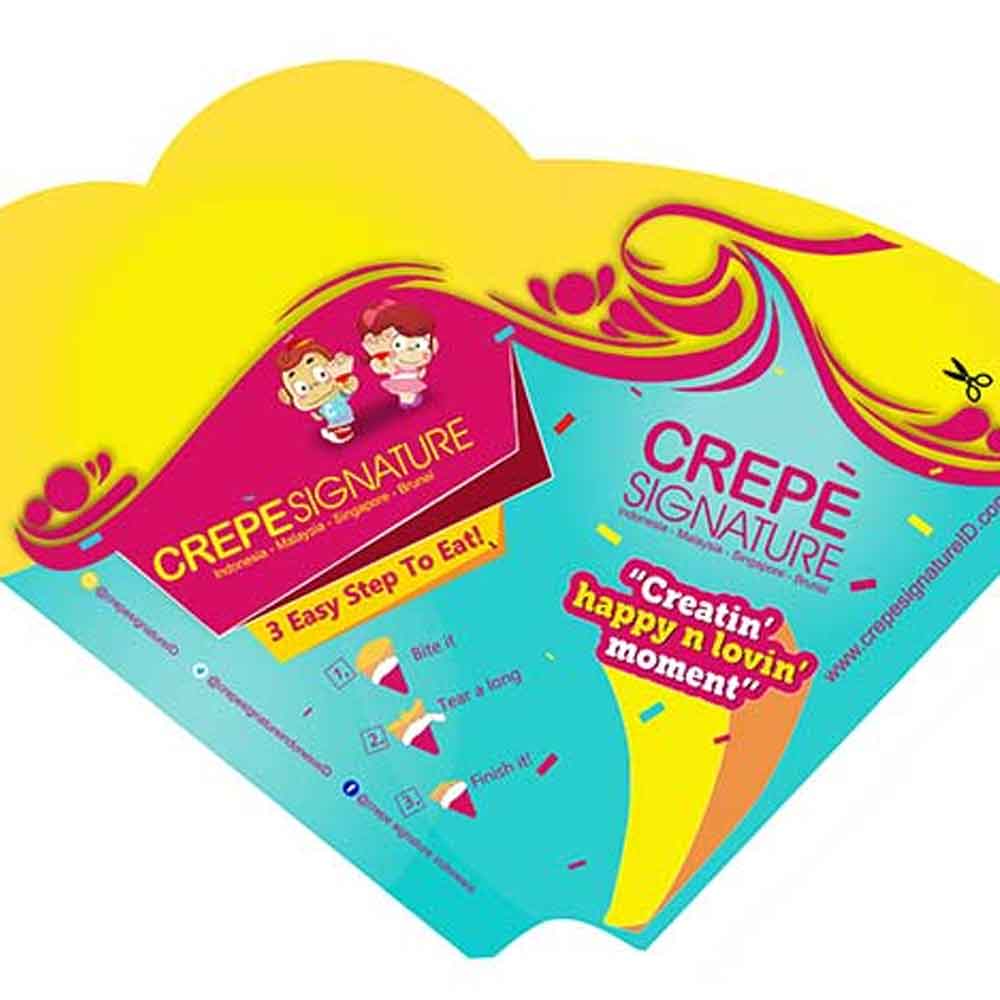 CREPESIGNATURE
Indonesia - Malaysia - Singapore - Brunei
3 Easy Step To Eat!
1. Bite it
2. Tear a long
3. Finish it!
@crepesignatureID
@crepesignatureindonesiaID
@crepe signature indonesia
CREPÈ
SIGNATURE
Indonesia - Malaysia - Singapore - Brunei
"Creatin'
happy n lovin'
moment"
www.crepesignatureID.com